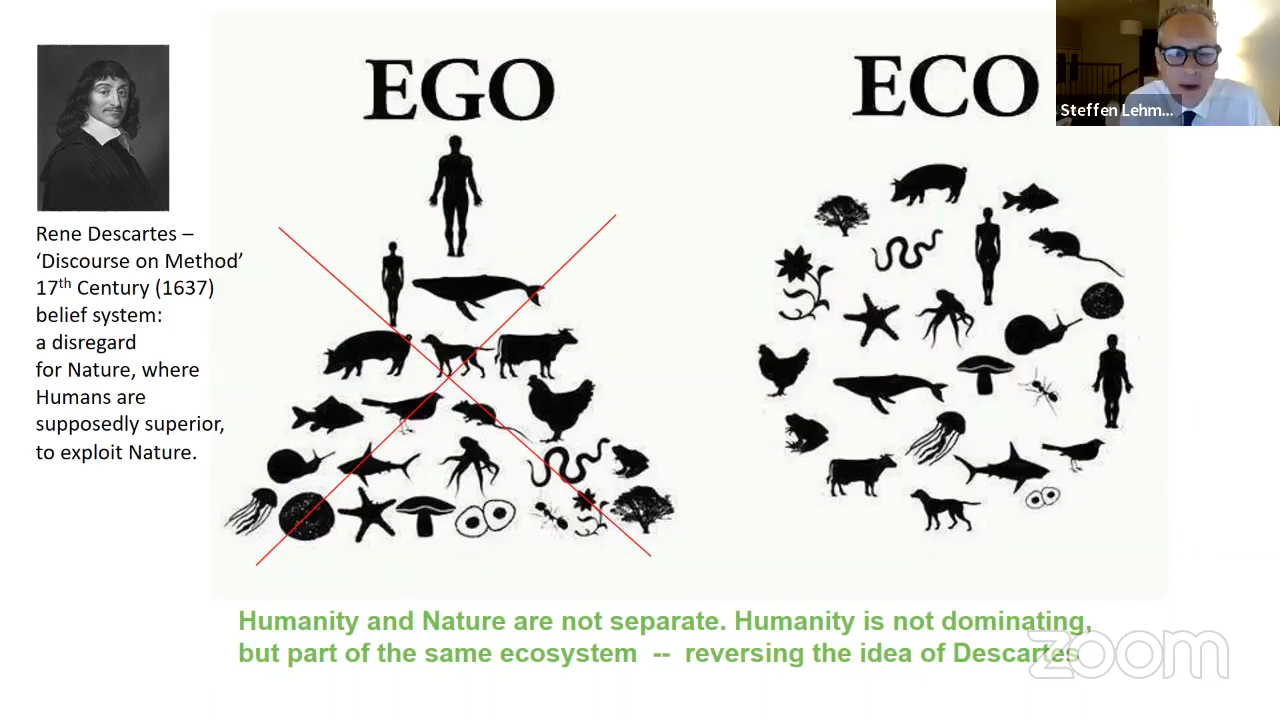 EGO
ECO
Steffen Lehm...
Rene Descartes –
‘Discourse on Method’
17th Century (1637)
belief system:
a disregard
for Nature, where
Humans are
supposedly superior,
to exploit Nature.
Humanity and Nature are not separate. Humanity is not dominating,
but part of the same ecosystem -- reversing the idea of Descartes
zoom